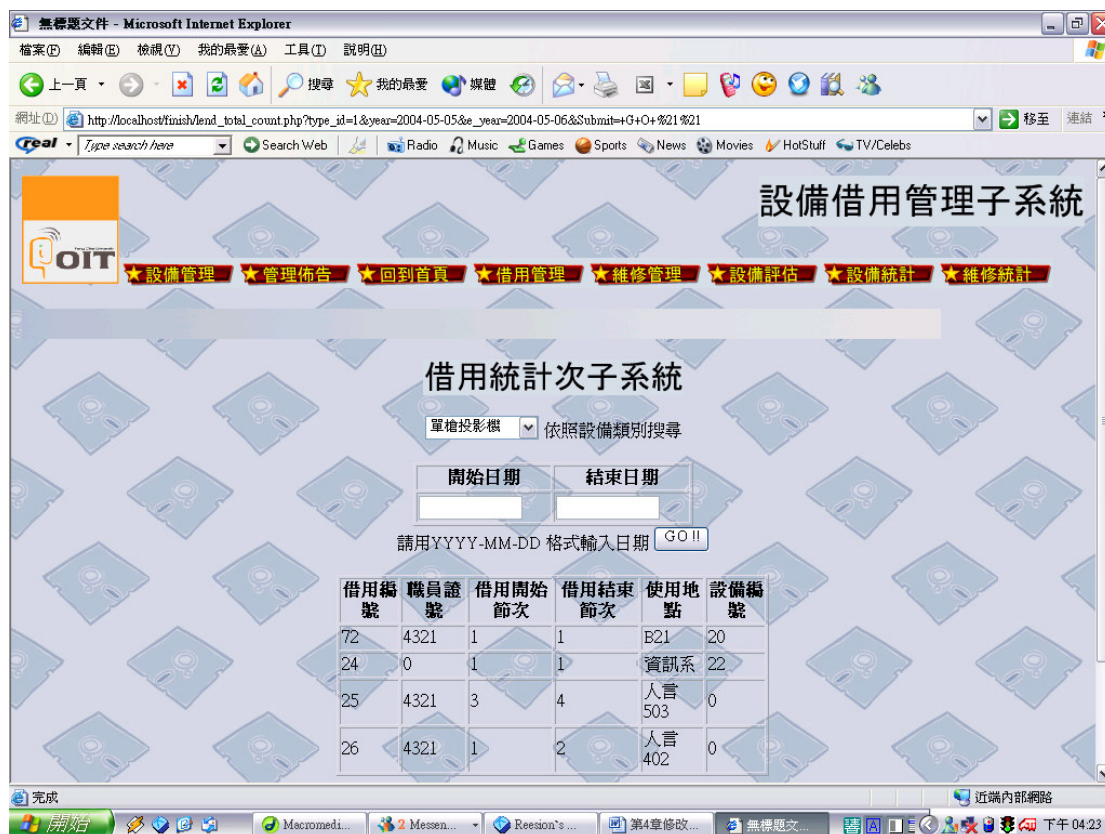 無標題文件 - Microsoft Internet Explorer
檔案(F) 編輯(E) 檢視(V) 我的最愛(A) 工具(T) 說明(H)
上一頁 搜尋 我的最愛 媒體
網址(D) http://localhost/finish/lend_total_count.php?type_id=1&year=2004-05-05&e_year=2004-05-06&Submit=+G+O+%21%21 移至 連結
real Type search here Search Web Radio Music Games Sports News Movies HotStuff TV/Celebs
設備借用管理子系統
OIT
設備管理 管理佈告 回到首頁 借用管理 維修管理 設備評估 設備統計 維修統計
借用統計次子系統
單槍投影機 依照設備類別搜尋
開始日期 結束日期
請用YYYY-MM-DD 格式輸入日期 GO !!
借用編號 職員證號 借用開始節次 借用結束節次 使用地點 設備編號
72 4321 1 1 B21 20
24 0 1 1 資訊系 22
25 4321 3 4 人言503 0
26 4321 1 2 人言402 0
完成 近端內部網路
開始 Macromedi... 2 Messen... Reesion's ... 第4章修改... 無標題文... 下午 04:23